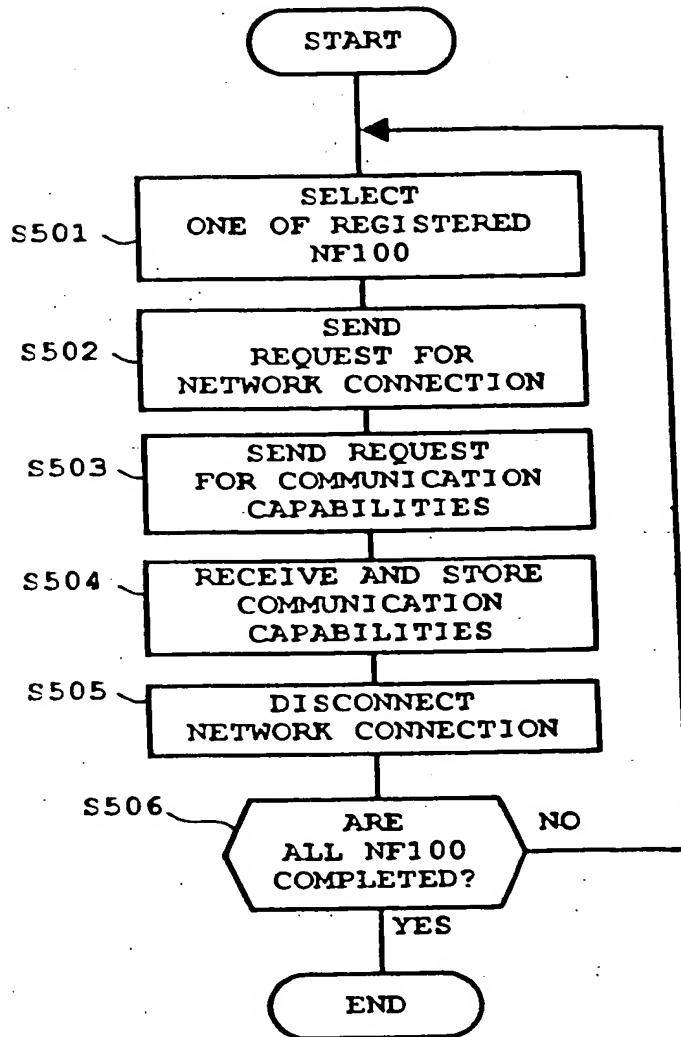 START
S501
SELECT
ONE OF REGISTERED
NF100
S502
SEND
REQUEST FOR
NETWORK CONNECTION
S503
SEND REQUEST
FOR COMMUNICATION
CAPABILITIES
S504
RECEIVE AND STORE
COMMUNICATION
CAPABILITIES
S505
DISCONNECT
NETWORK CONNECTION
S506
ARE
ALL NF100
COMPLETED?
NO
YES
END